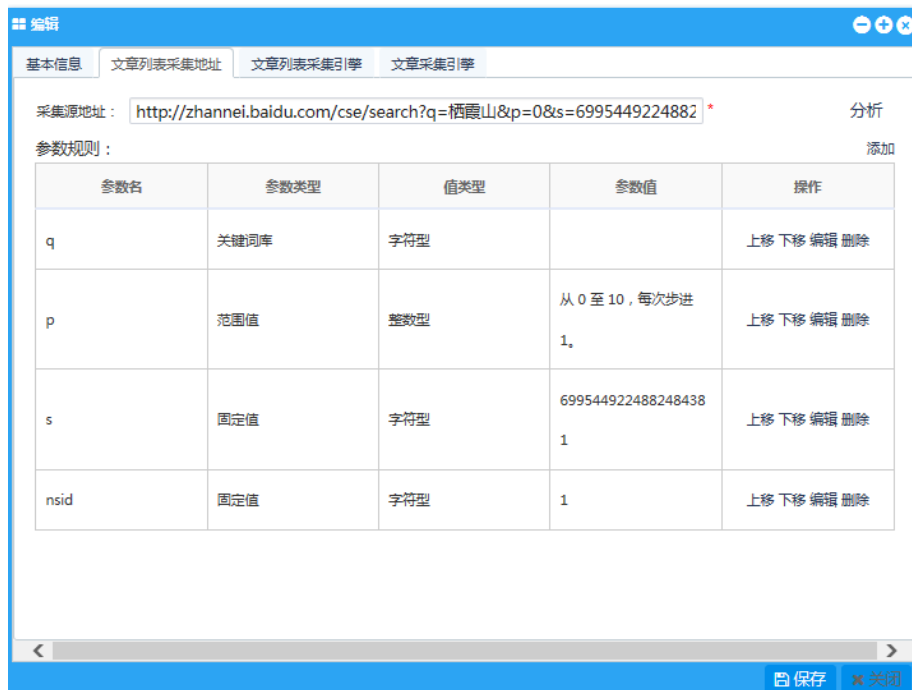 编辑
基本信息 文章列表采集地址 文章列表采集引擎 文章采集引擎
采集源地址： http://zhannei.baidu.com/cse/search?q=栖霞山&p=0&s=6995449224882 * 分析
参数规则： 添加
参数名 参数类型 值类型 参数值 操作
q 关键词库 字符型 上移 下移 编辑 删除
p 范围值 整数型 从 0 至 10，每次步进 上移 下移 编辑 删除
1。
s 固定值 字符型 699544922488248438 上移 下移 编辑 删除
1
nsid 固定值 字符型 1 上移 下移 编辑 删除
保存 关闭